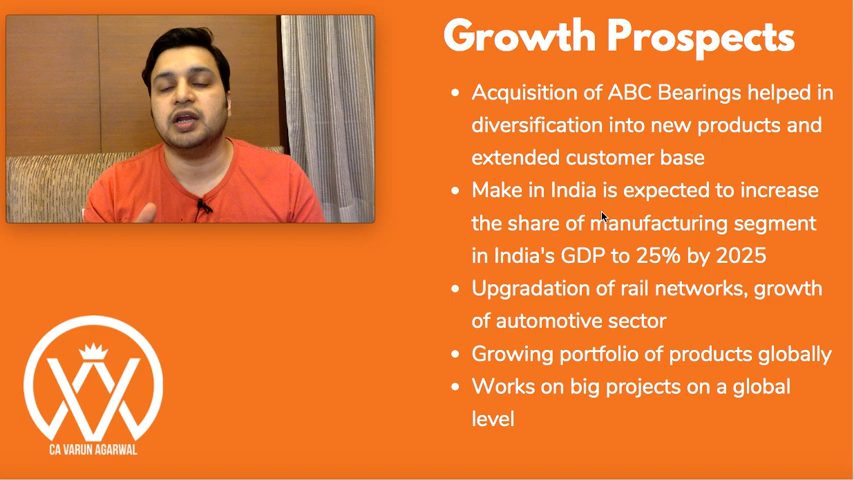 Growth Prospects
• Acquisition of ABC Bearings helped in
diversification into new products and
extended customer base
• Make in India is expected to increase
the share of manufacturing segment
in India's GDP to 25% by 2025
• Upgradation of rail networks, growth
of automotive sector
• Growing portfolio of products globally
• Works on big projects on a global
level
CA VARUN AGARWAL